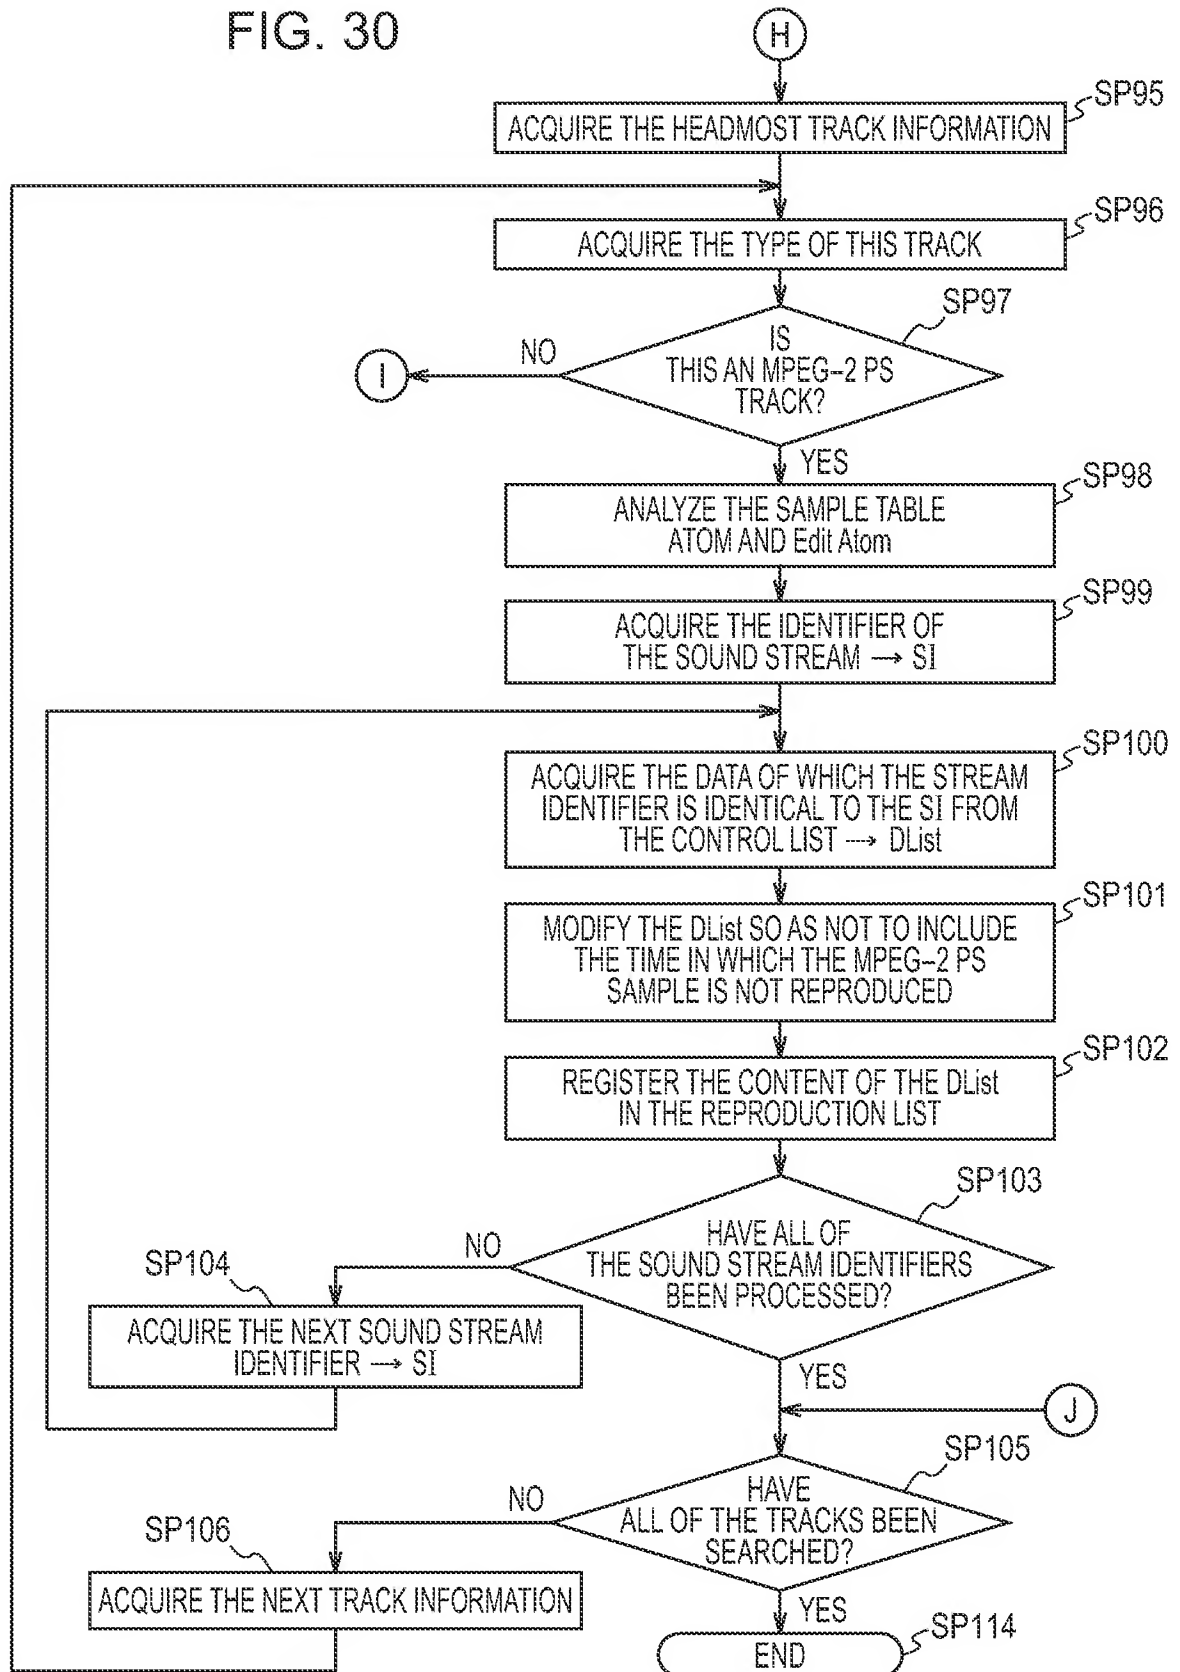 FIG. 30
H
SP95
ACQUIRE THE HEADMOST TRACK INFORMATION
SP96
ACQUIRE THE TYPE OF THIS TRACK
SP97
IS
THIS AN MPEG–2 PS
TRACK?
NO
I
YES
SP98
ANALYZE THE SAMPLE TABLE
ATOM AND Edit Atom
SP99
ACQUIRE THE IDENTIFIER OF
THE SOUND STREAM → SI
SP100
ACQUIRE THE DATA OF WHICH THE STREAM
IDENTIFIER IS IDENTICAL TO THE SI FROM
THE CONTROL LIST → DList
SP101
MODIFY THE DList SO AS NOT TO INCLUDE
THE TIME IN WHICH THE MPEG–2 PS
SAMPLE IS NOT REPRODUCED
SP102
REGISTER THE CONTENT OF THE DList
IN THE REPRODUCTION LIST
SP103
HAVE ALL OF
THE SOUND STREAM IDENTIFIERS
BEEN PROCESSED?
NO
SP104
ACQUIRE THE NEXT SOUND STREAM
IDENTIFIER → SI
YES
J
SP105
HAVE
ALL OF THE TRACKS BEEN
SEARCHED?
NO
SP106
ACQUIRE THE NEXT TRACK INFORMATION
YES
SP114
END